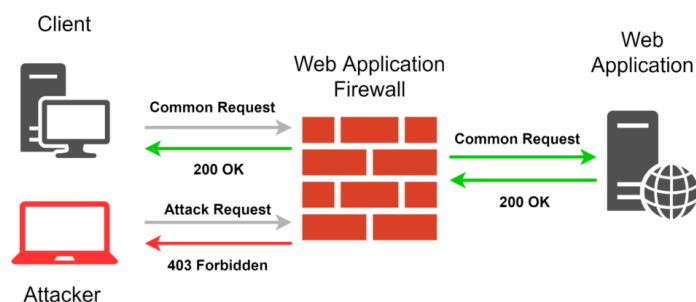 Client
Web Application
Firewall
Web
Application
Common Request
200 OK
Common Request
200 OK
Attack Request
403 Forbidden
Attacker